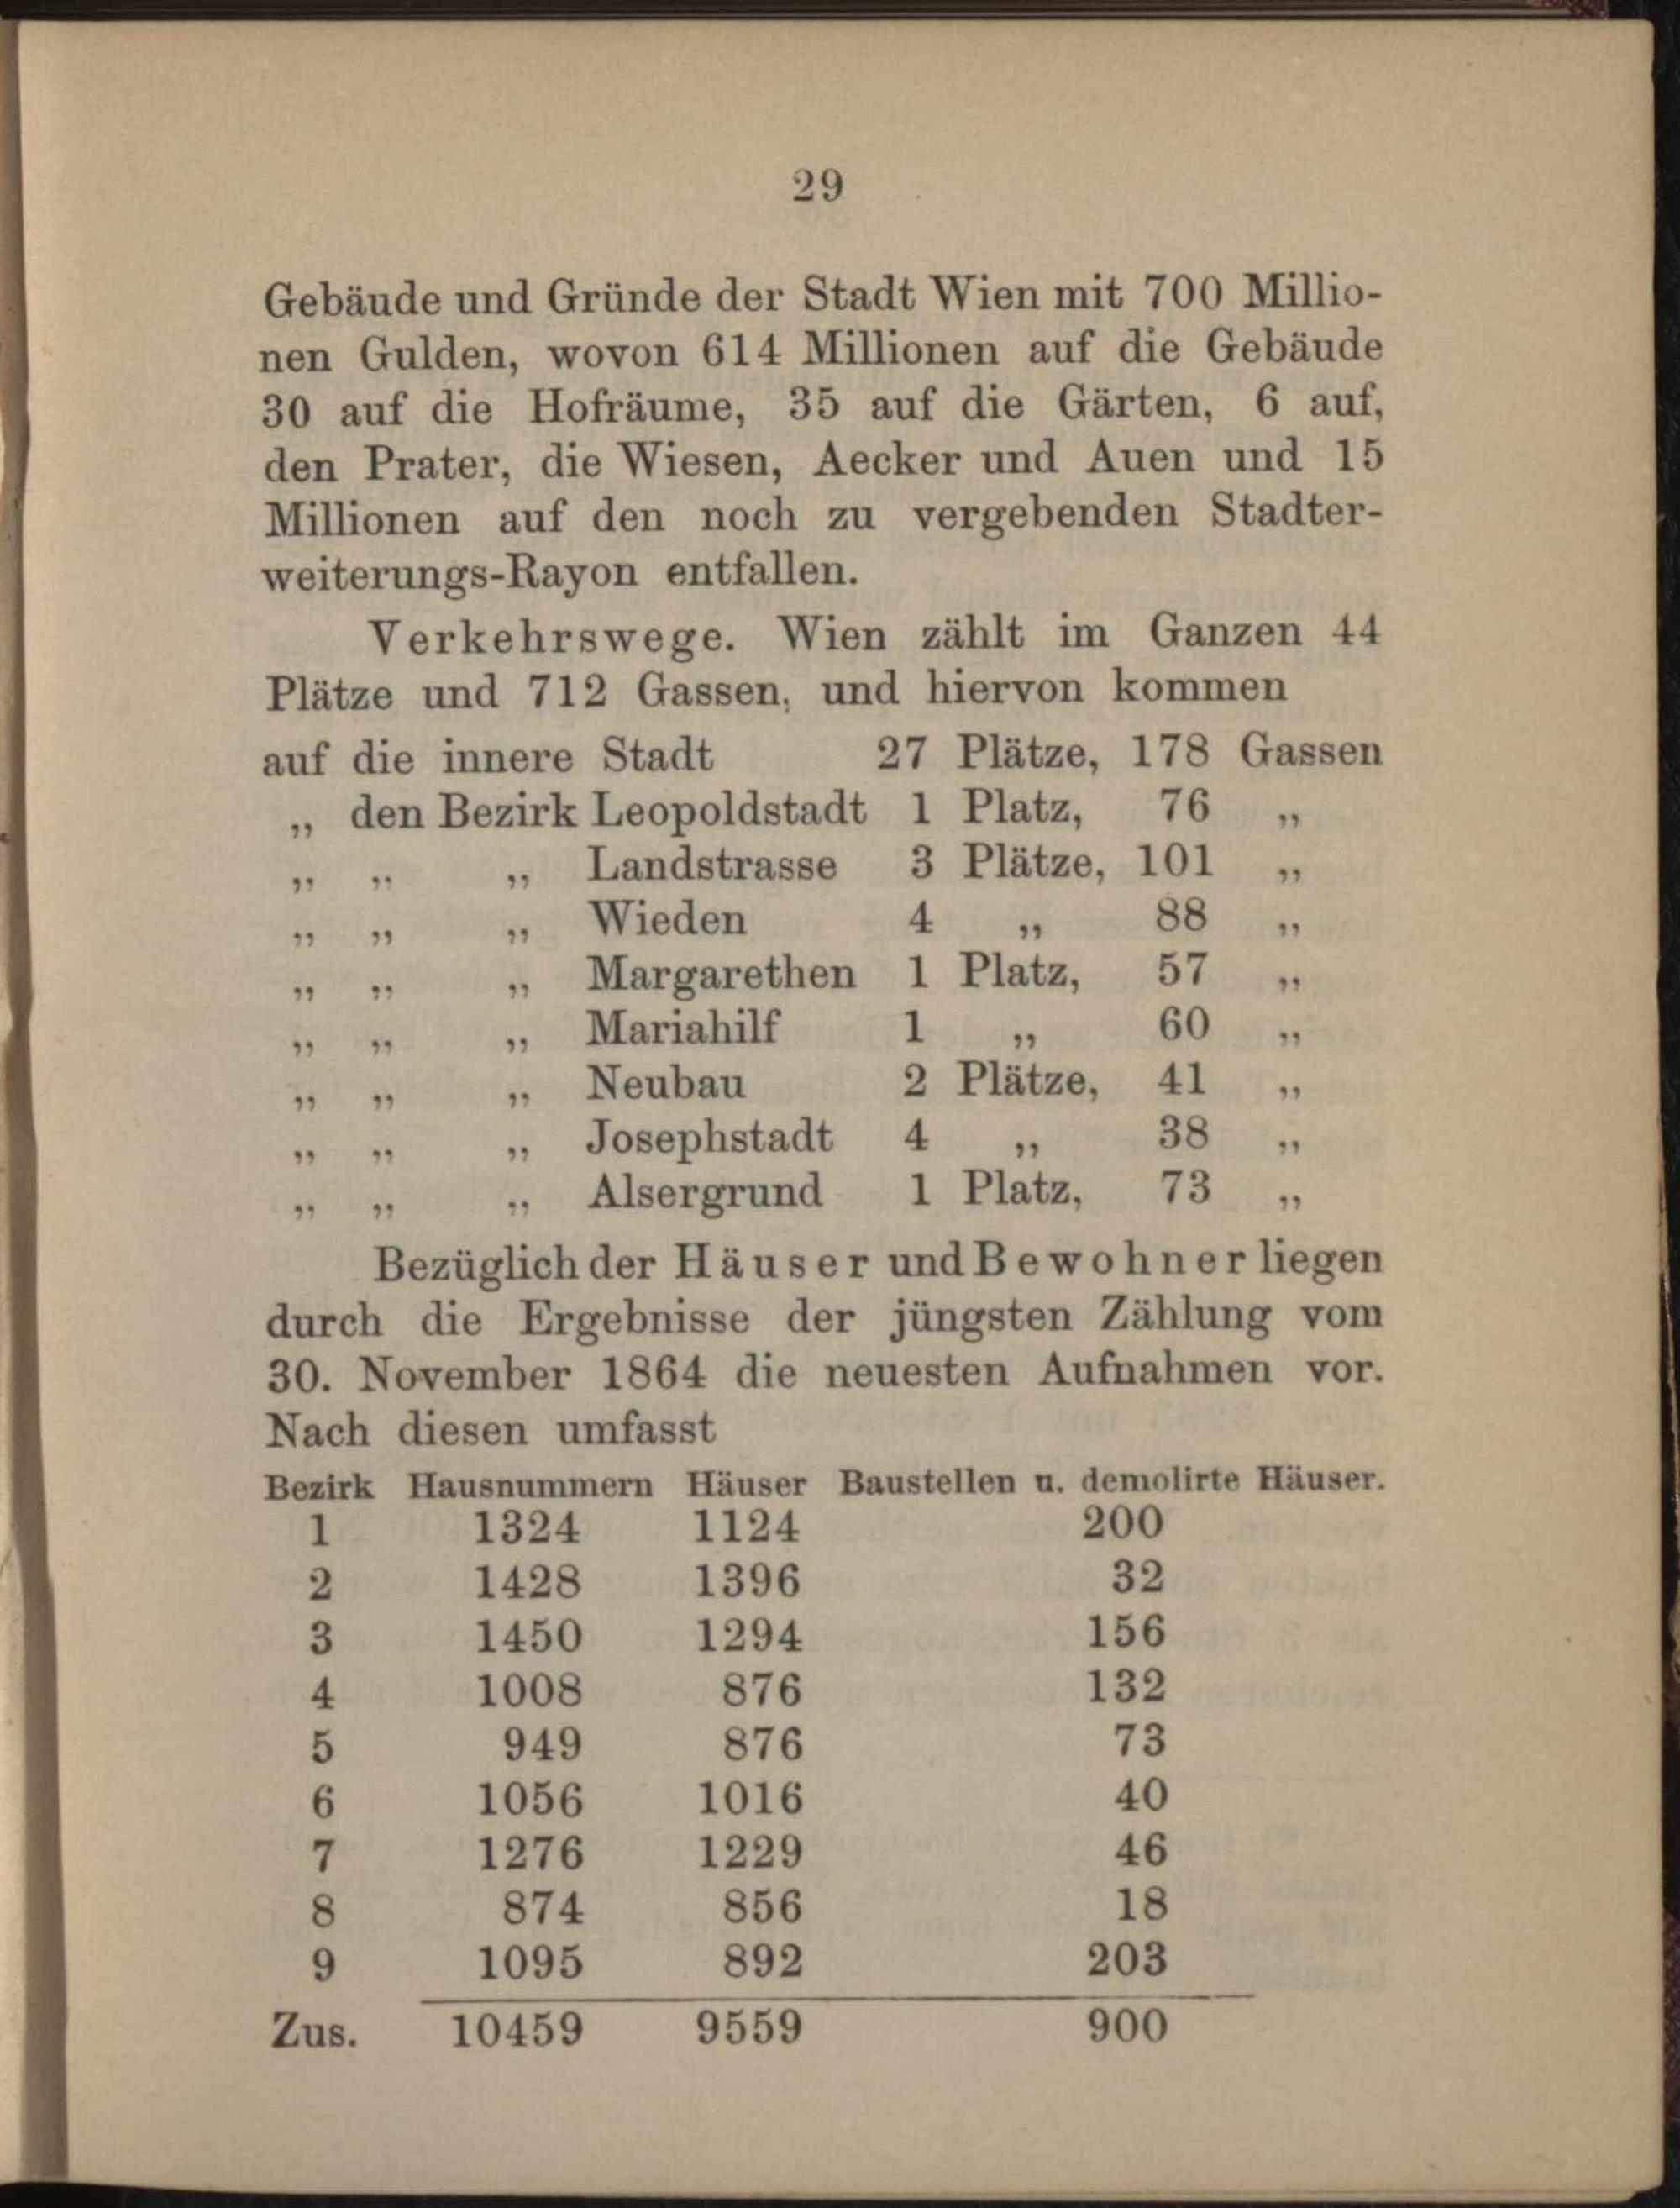 29
Gebäude und Gründe der Stadt Wien mit 700 Millio-
nen Gulden, wovon 614 Millionen auf die Gebäude
30 auf die Hofräume, 35 auf die Gärten, 6 auf,
den Prater, die Wiesen, Aecker und Auen und 15
Millionen auf den noch zu vergebenden Stadter-
weiterungs-Rayon entfallen.
Verkehrswege. Wien zählt im Ganzen 44
Plätze und 712 Gassen, und hiervon kommen
auf die innere Stadt 27 Plätze, 178 Gassen
„ den Bezirk Leopoldstadt 1 Platz, 76 „
„ „ „ Landstrasse 3 Plätze, 101 „
„ „ „ Wieden 4 „ 88 „
„ „ „ Margarethen 1 Platz, 57 „
„ „ „ Mariahilf 1 „ 60 „
„ „ „ Neubau 2 Plätze, 41 „
„ „ „ Josephstadt 4 „ 38 „
„ „ „ Alsergrund 1 Platz, 73 „
Bezüglich der Häuser und Bewohner liegen
durch die Ergebnisse der jüngsten Zählung vom
30. November 1864 die neuesten Aufnahmen vor.
Nach diesen umfasst
Bezirk Hausnummern Häuser Baustellen u. demolirte Häuser.
1 1324 1124 200
2 1428 1396 32
3 1450 1294 156
4 1008 876 132
5 949 876 73
6 1056 1016 40
7 1276 1229 46
8 874 856 18
9 1095 892 203
Zus. 10459 9559 900